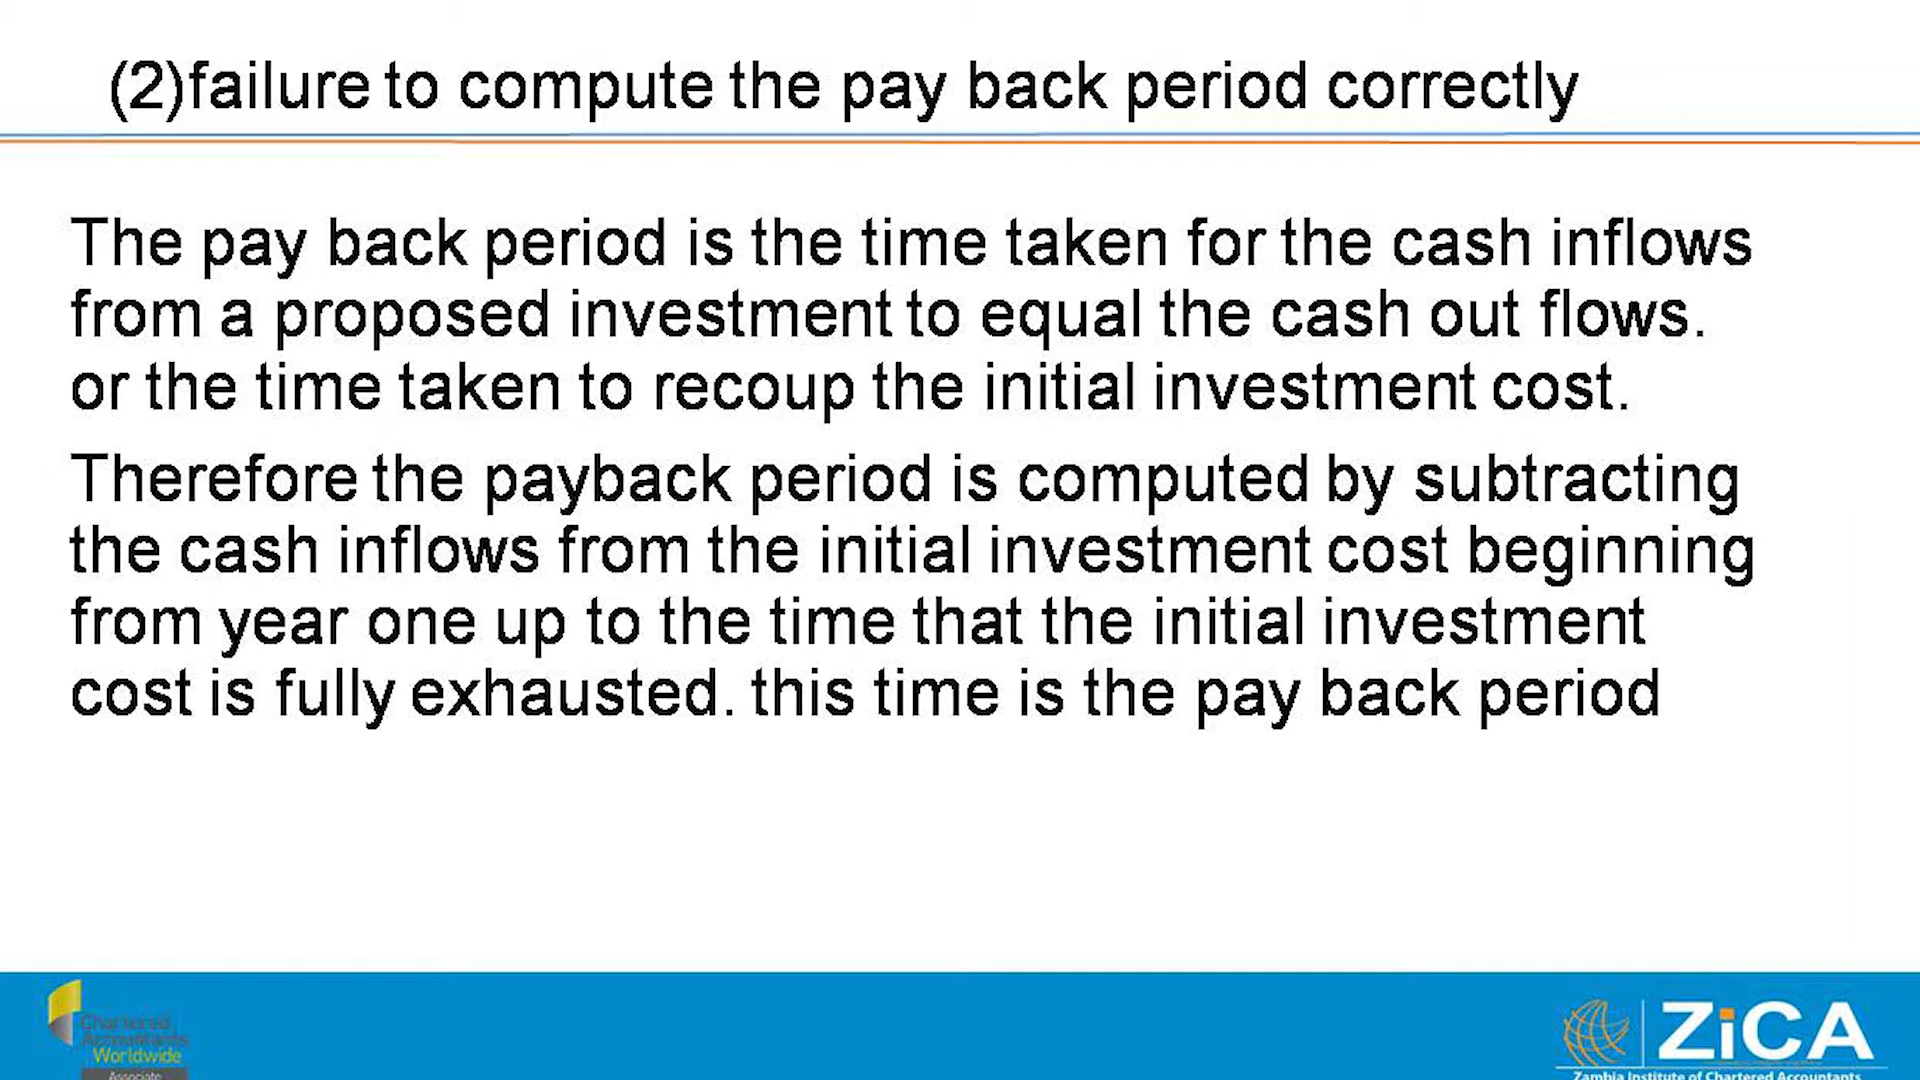 (2)failure to compute the pay back period correctly
The pay back period is the time taken for the cash inflows
from a proposed investment to equal the cash out flows.
or the time taken to recoup the initial investment cost.
Therefore the payback period is computed by subtracting
the cash inflows from the initial investment cost beginning
from year one up to the time that the initial investment
cost is fully exhausted. this time is the pay back period
Chartered
Accountants
Worldwide
Associate
ZiCA
Zambia Institute of Chartered Accountants